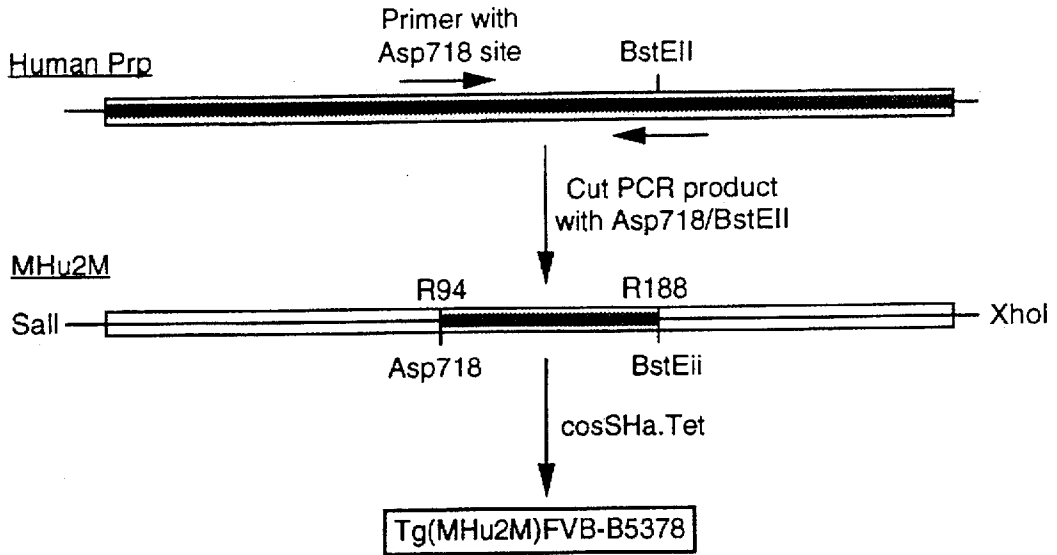 Primer with
Asp718 site
BstEII
Human Prp
Cut PCR product
with Asp718/BstEII
MHu2M
R94
R188
SalI
XhoI
Asp718
BstEii
cosSHa.Tet
Tg(MHu2M)FVB-B5378